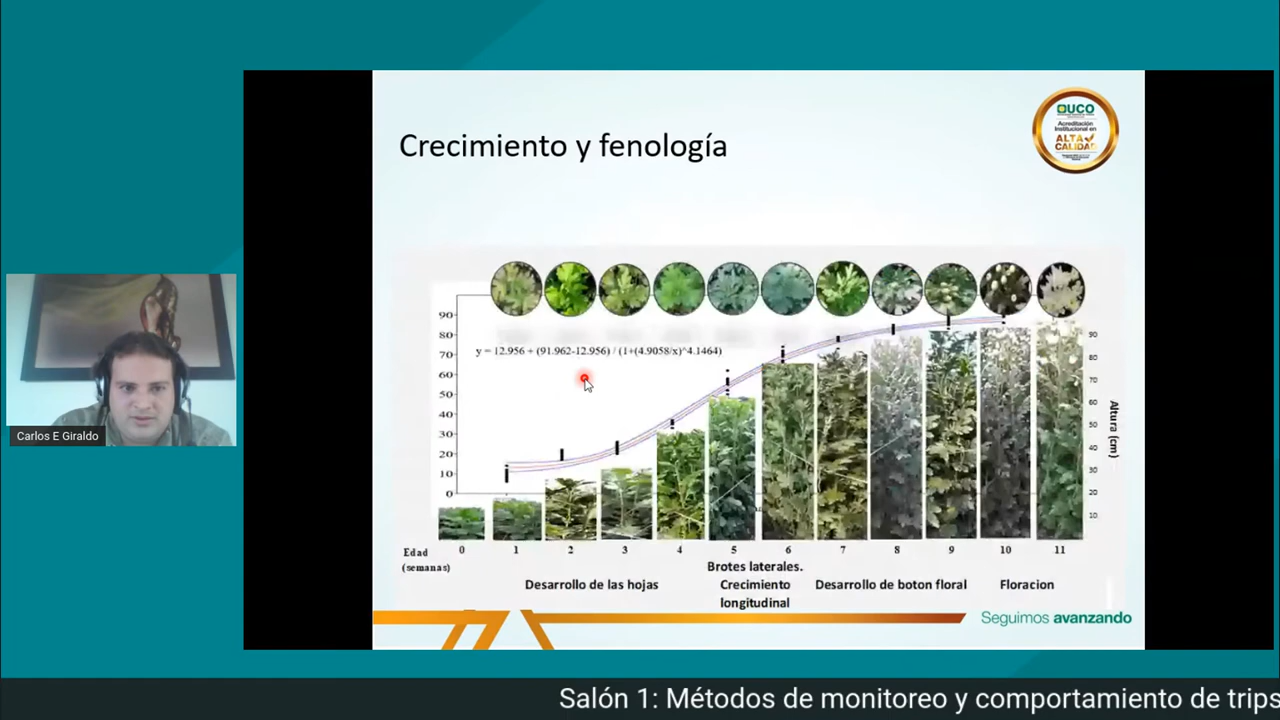 Crecimiento y fenología
UCO
Acreditación
Institucional en
ALTA
CALIDAD
90
80
70
60
50
40
30
20
10
0
y = 12.956 + (91.962-12.956) / (1+(4.9058/x)^4.1464)
90
80
70
60
50
40
30
20
10
Altura (cm)
Edad
(semanas)
0 1 2 3 4 5 6 7 8 9 10 11
Desarrollo de las hojas
Brotes laterales.
Crecimiento
longitudinal
Desarrollo de boton floral
Floracion
Seguimos avanzando
Carlos E Giraldo
Salón 1: Métodos de monitoreo y comportamiento de trips